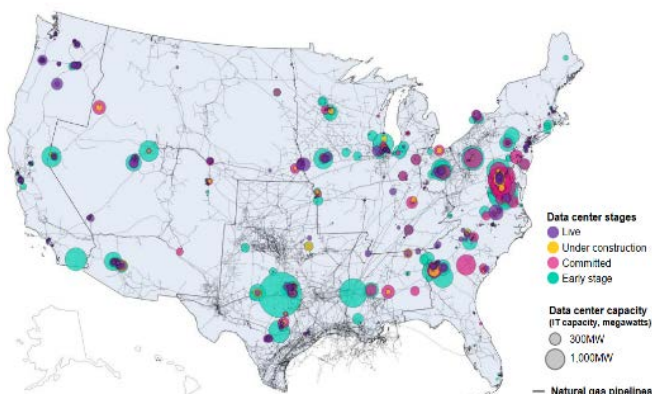 Data center stages
Live
Under construction
Committed
Early stage
Data center capacity
(IT capacity, megawatts)
300MW
1,000MW
Natural gas pipelines